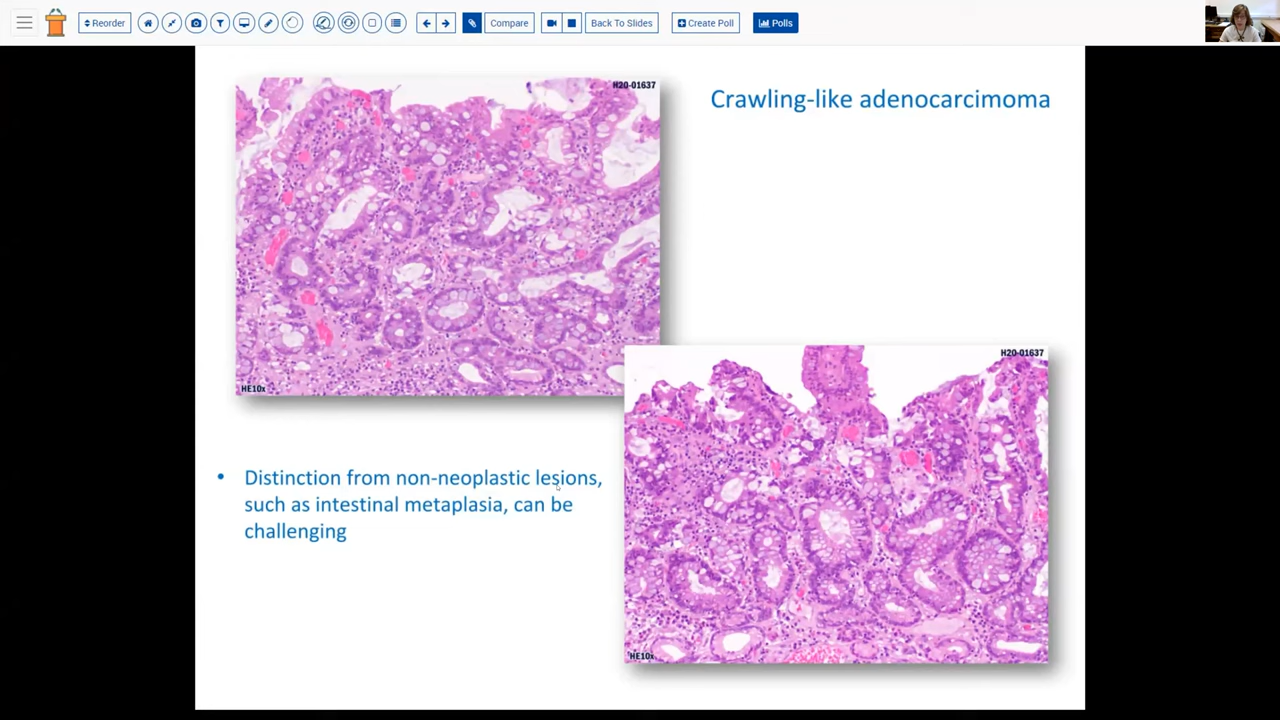 Reorder
Compare
Back To Slides
Create Poll
Polls
H20-01637
Crawling-like adenocarcimoma
HE10x
H20-01637
• Distinction from non-neoplastic lesions,
such as intestinal metaplasia, can be
challenging
HE10x